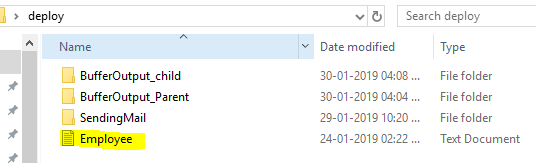 deploy Search deploy
Name Date modified Type
BufferOutput_child 30-01-2019 04:08 ... File folder
BufferOutput_Parent 30-01-2019 04:04 ... File folder
SendingMail 29-01-2019 10:20 ... File folder
Employee 24-01-2019 02:22 ... Text Document